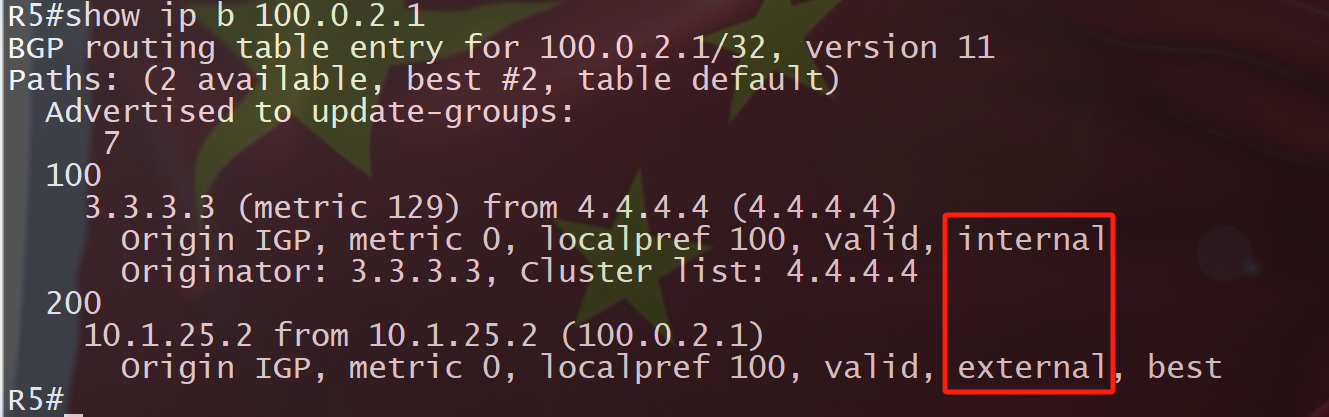 R5#show ip b 100.0.2.1
BGP routing table entry for 100.0.2.1/32, version 11
Paths: (2 available, best #2, table default)
  Advertised to update-groups:
     7
  100
    3.3.3.3 (metric 129) from 4.4.4.4 (4.4.4.4)
      Origin IGP, metric 0, localpref 100, valid, internal
      Originator: 3.3.3.3, Cluster list: 4.4.4.4
  200
    10.1.25.2 from 10.1.25.2 (100.0.2.1)
      Origin IGP, metric 0, localpref 100, valid, external, best
R5#